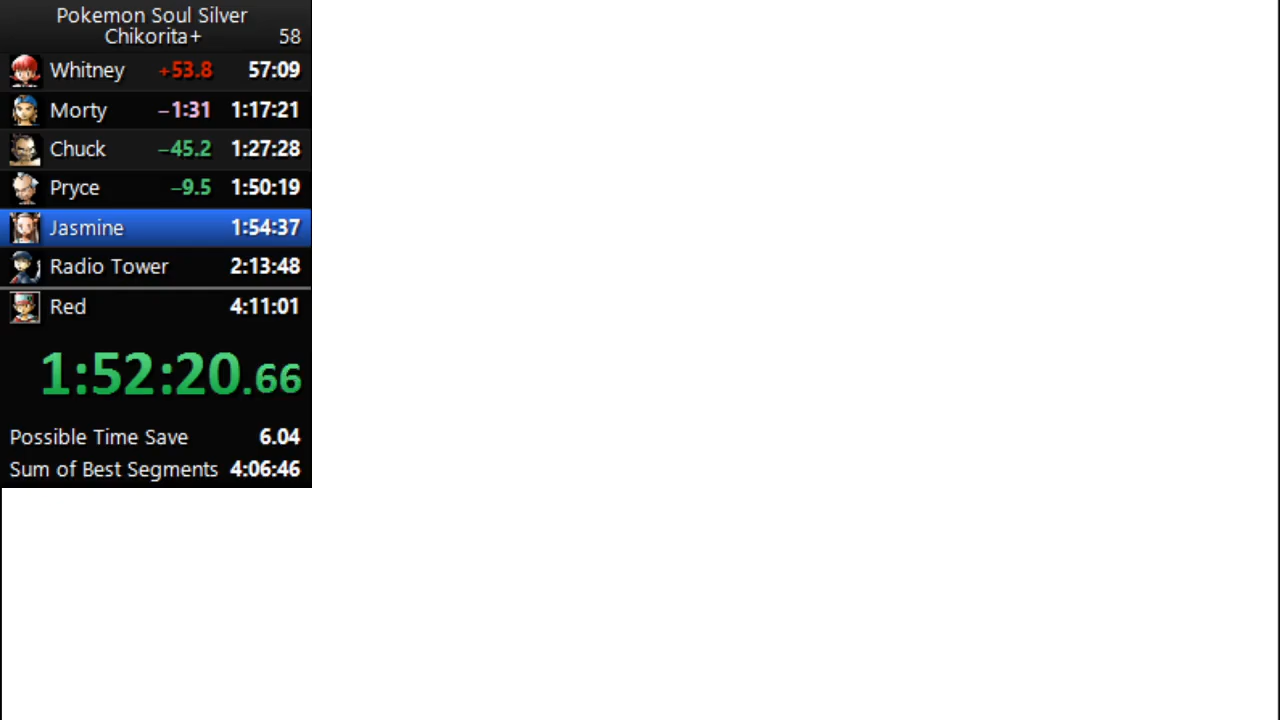 Pokemon Soul Silver
Chikorita+ 58
Whitney +53.8 57:09
Morty −1:31 1:17:21
Chuck −45.2 1:27:28
Pryce −9.5 1:50:19
Jasmine 1:54:37
Radio Tower 2:13:48
Red 4:11:01
1:52:20.66
Possible Time Save 6.04
Sum of Best Segments 4:06:46